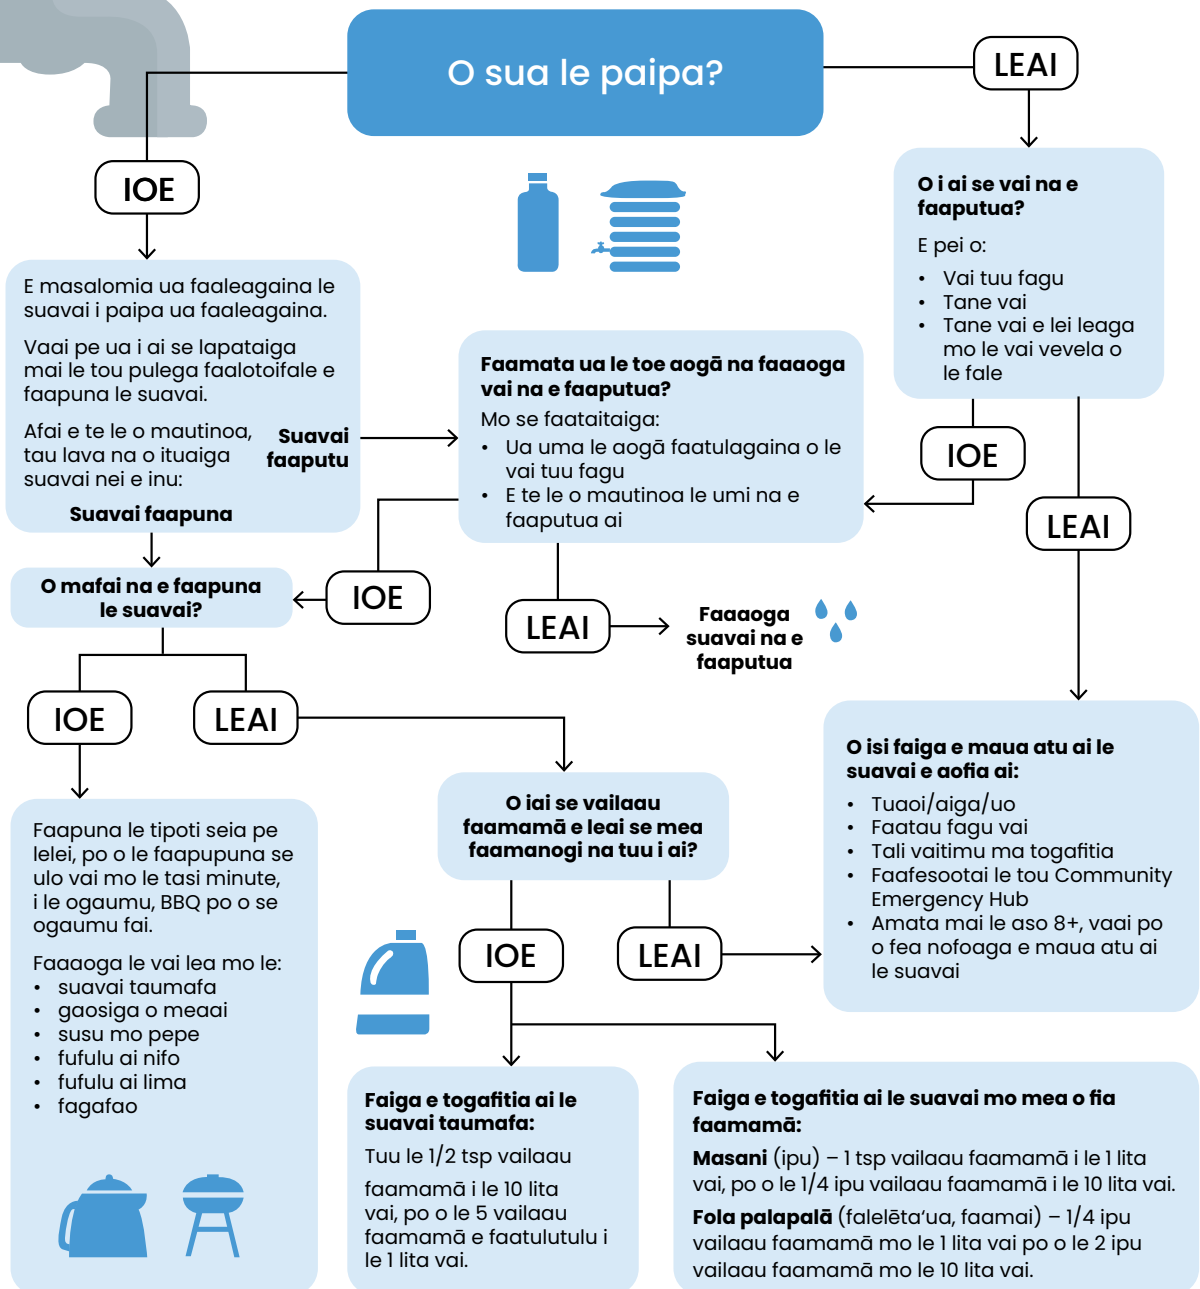 O sua le paipa?
LEAI
IOE
O i ai se vai na e
faaputua?
E pei o:
• Vai tuu fagu
• Tane vai
• Tane vai e lei leaga
mo le vai vevela o
le fale
IOE
LEAI
E masalomia ua faaleagaina le
suavai i paipa ua faaleagaina.
Vaai pe ua i ai se lapataiga
mai le tou pulega faalotoifale e
faapuna le suavai.
Afai e te le o mautinoa,
tau lava na o ituaiga
suavai nei e inu:
Suavai
faaputu
Suavai faapuna
Faamata ua le toe aogā na faaaoga
vai na e faaputua?
Mo se faataitaiga:
• Ua uma le aogā faatulagaina o le
vai tuu fagu
• E te le o mautinoa le umi na e
faaputua ai
IOE
LEAI
Faaaoga
suavai na e
faaputua
O mafai na e faapuna
le suavai?
IOE
LEAI
Faapuna le tipoti seia pe
lelei, po o le faapupuna se
ulo vai mo le tasi minute,
i le ogaumu, BBQ po o se
ogaumu fai.
Faaaoga le vai lea mo le:
• suavai taumafa
• gaosiga o meaai
• susu mo pepe
• fufulu ai nifo
• fufulu ai lima
• fagafao
O iai se vailaau
faamamā e leai se mea
faamanogi na tuu i ai?
IOE
LEAI
O isi faiga e maua atu ai le
suavai e aofia ai:
• Tuaoi/aiga/uo
• Faatau fagu vai
• Tali vaitimu ma togafitia
• Faafesootai le tou Community
Emergency Hub
• Amata mai le aso 8+, vaai po
o fea nofoaga e maua atu ai
le suavai
Faiga e togafitia ai le
suavai taumafa:
Tuu le 1/2 tsp vailaau
faamamā i le 10 lita
vai, po o le 5 vailaau
faamamā e faatulutulu i
le 1 lita vai.
Faiga e togafitia ai le suavai mo mea o fia
faamamā:
Masani (ipu) – 1 tsp vailaau faamamā i le 1 lita
vai, po o le 1/4 ipu vailaau faamamā i le 10 lita vai.
Fola palapalā (falelēta‘ua, faamai) – 1/4 ipu
vailaau faamamā mo le 1 lita vai po o le 2 ipu
vailaau faamamā mo le 10 lita vai.